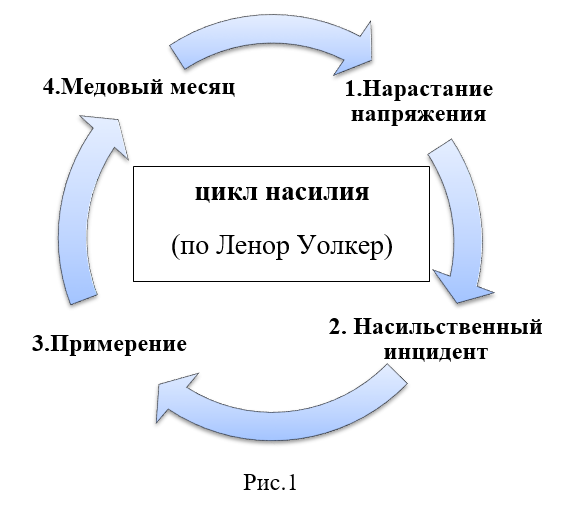 4.Медовый месяц
1.Нарастание
напряжения
цикл насилия
(по Ленор Уолкер)
2. Насильственный
инцидент
3.Примерение
Рис.1